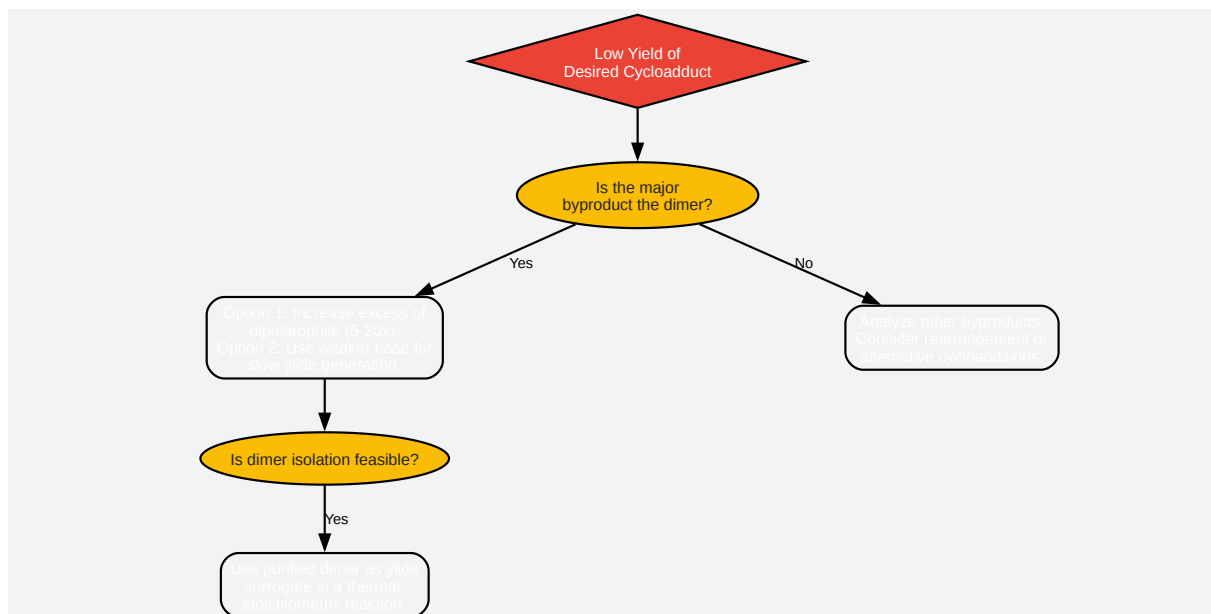 Low Yield of
Desired Cycloadduct
Is the major
byproduct the dimer?
Yes
No
Option 1: Increase excess of
dipolarophile (5-20x).
Option 2: Use weaker base for
slow ylide generation.
Analyze other byproducts.
Consider rearrangement or
alternative cycloadditions.
Is dimer isolation feasible?
Yes
Use purified dimer as ylide
surrogate in a thermal,
stoichiometric reaction.